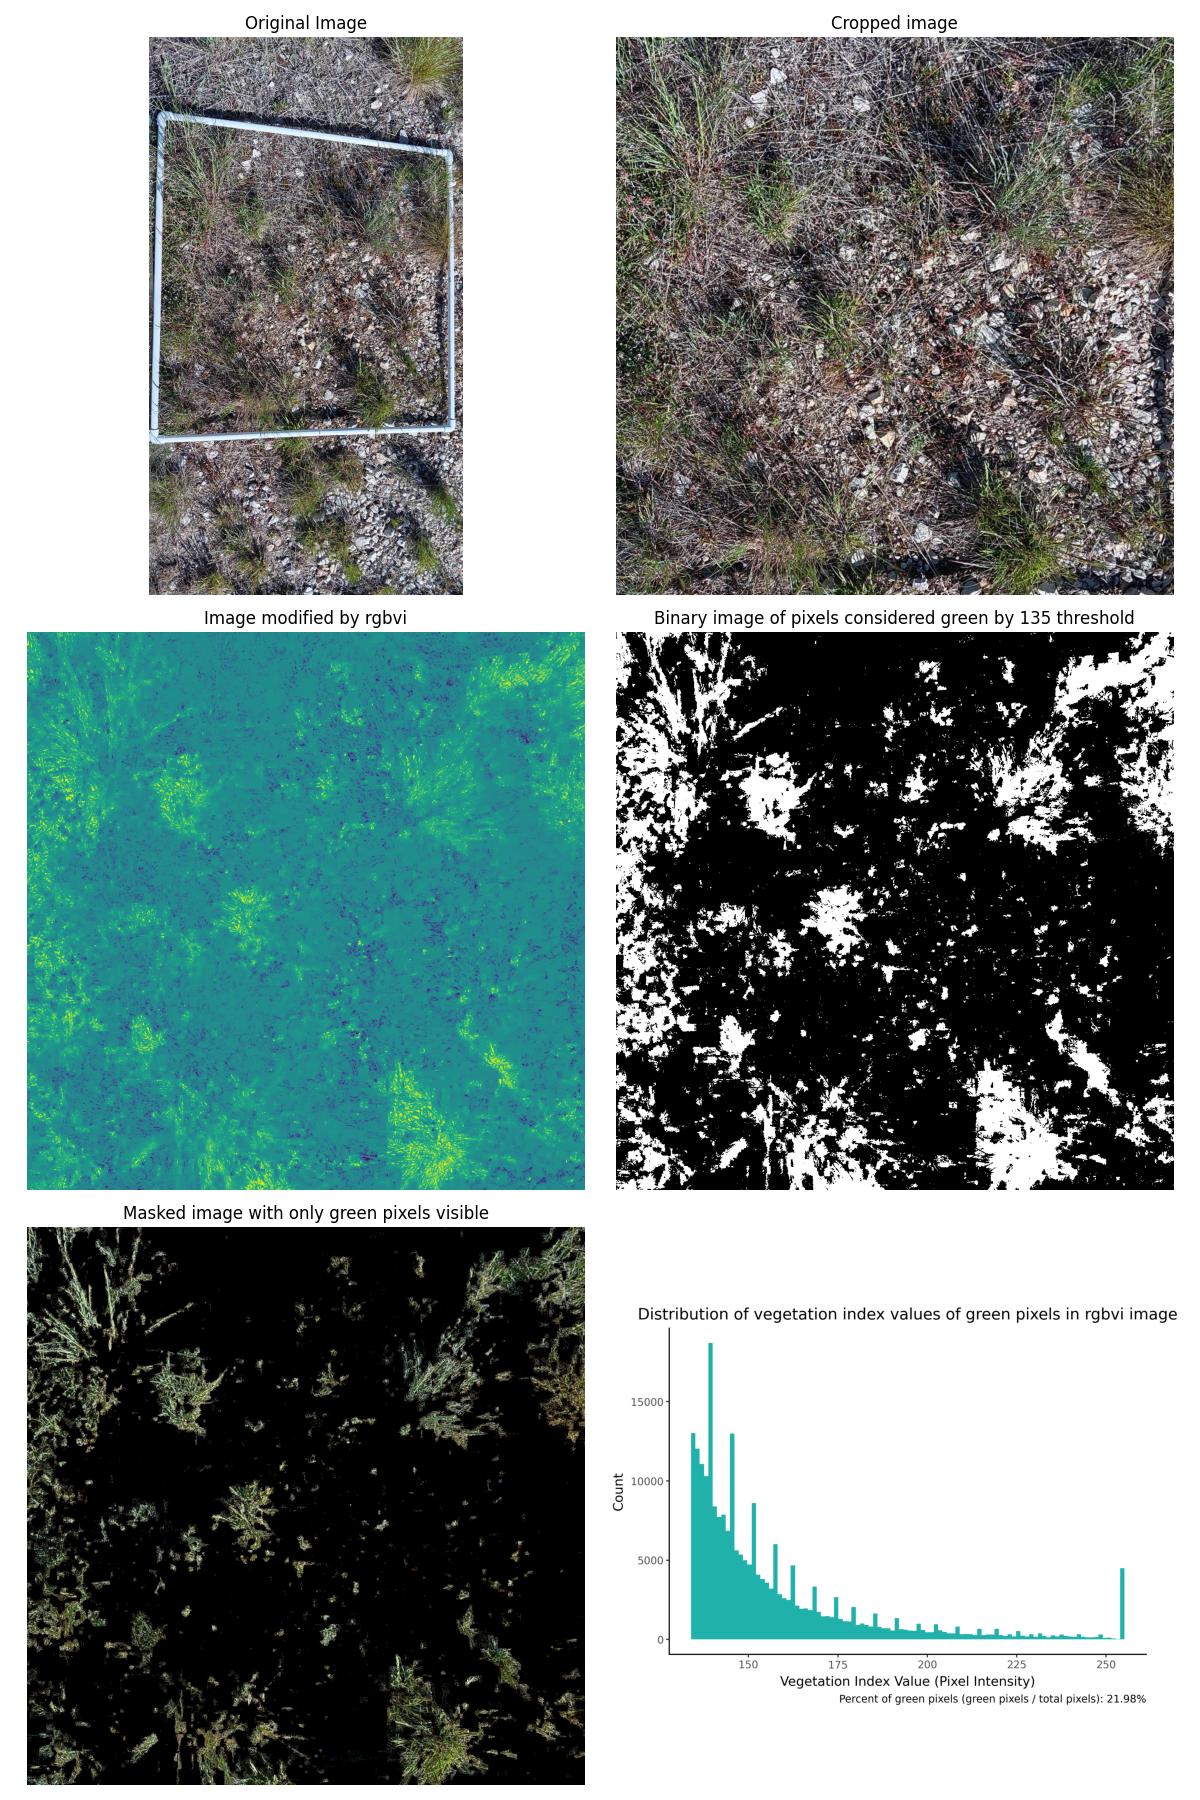 Original Image
Cropped image
Image modified by rgbvi
Binary image of pixels considered green by 135 threshold
Masked image with only green pixels visible
Distribution of vegetation index values of green pixels in rgbvi image
Count
15000
10000
5000
0
150
175
200
225
250
Vegetation Index Value (Pixel Intensity)
Percent of green pixels (green pixels / total pixels): 21.98%